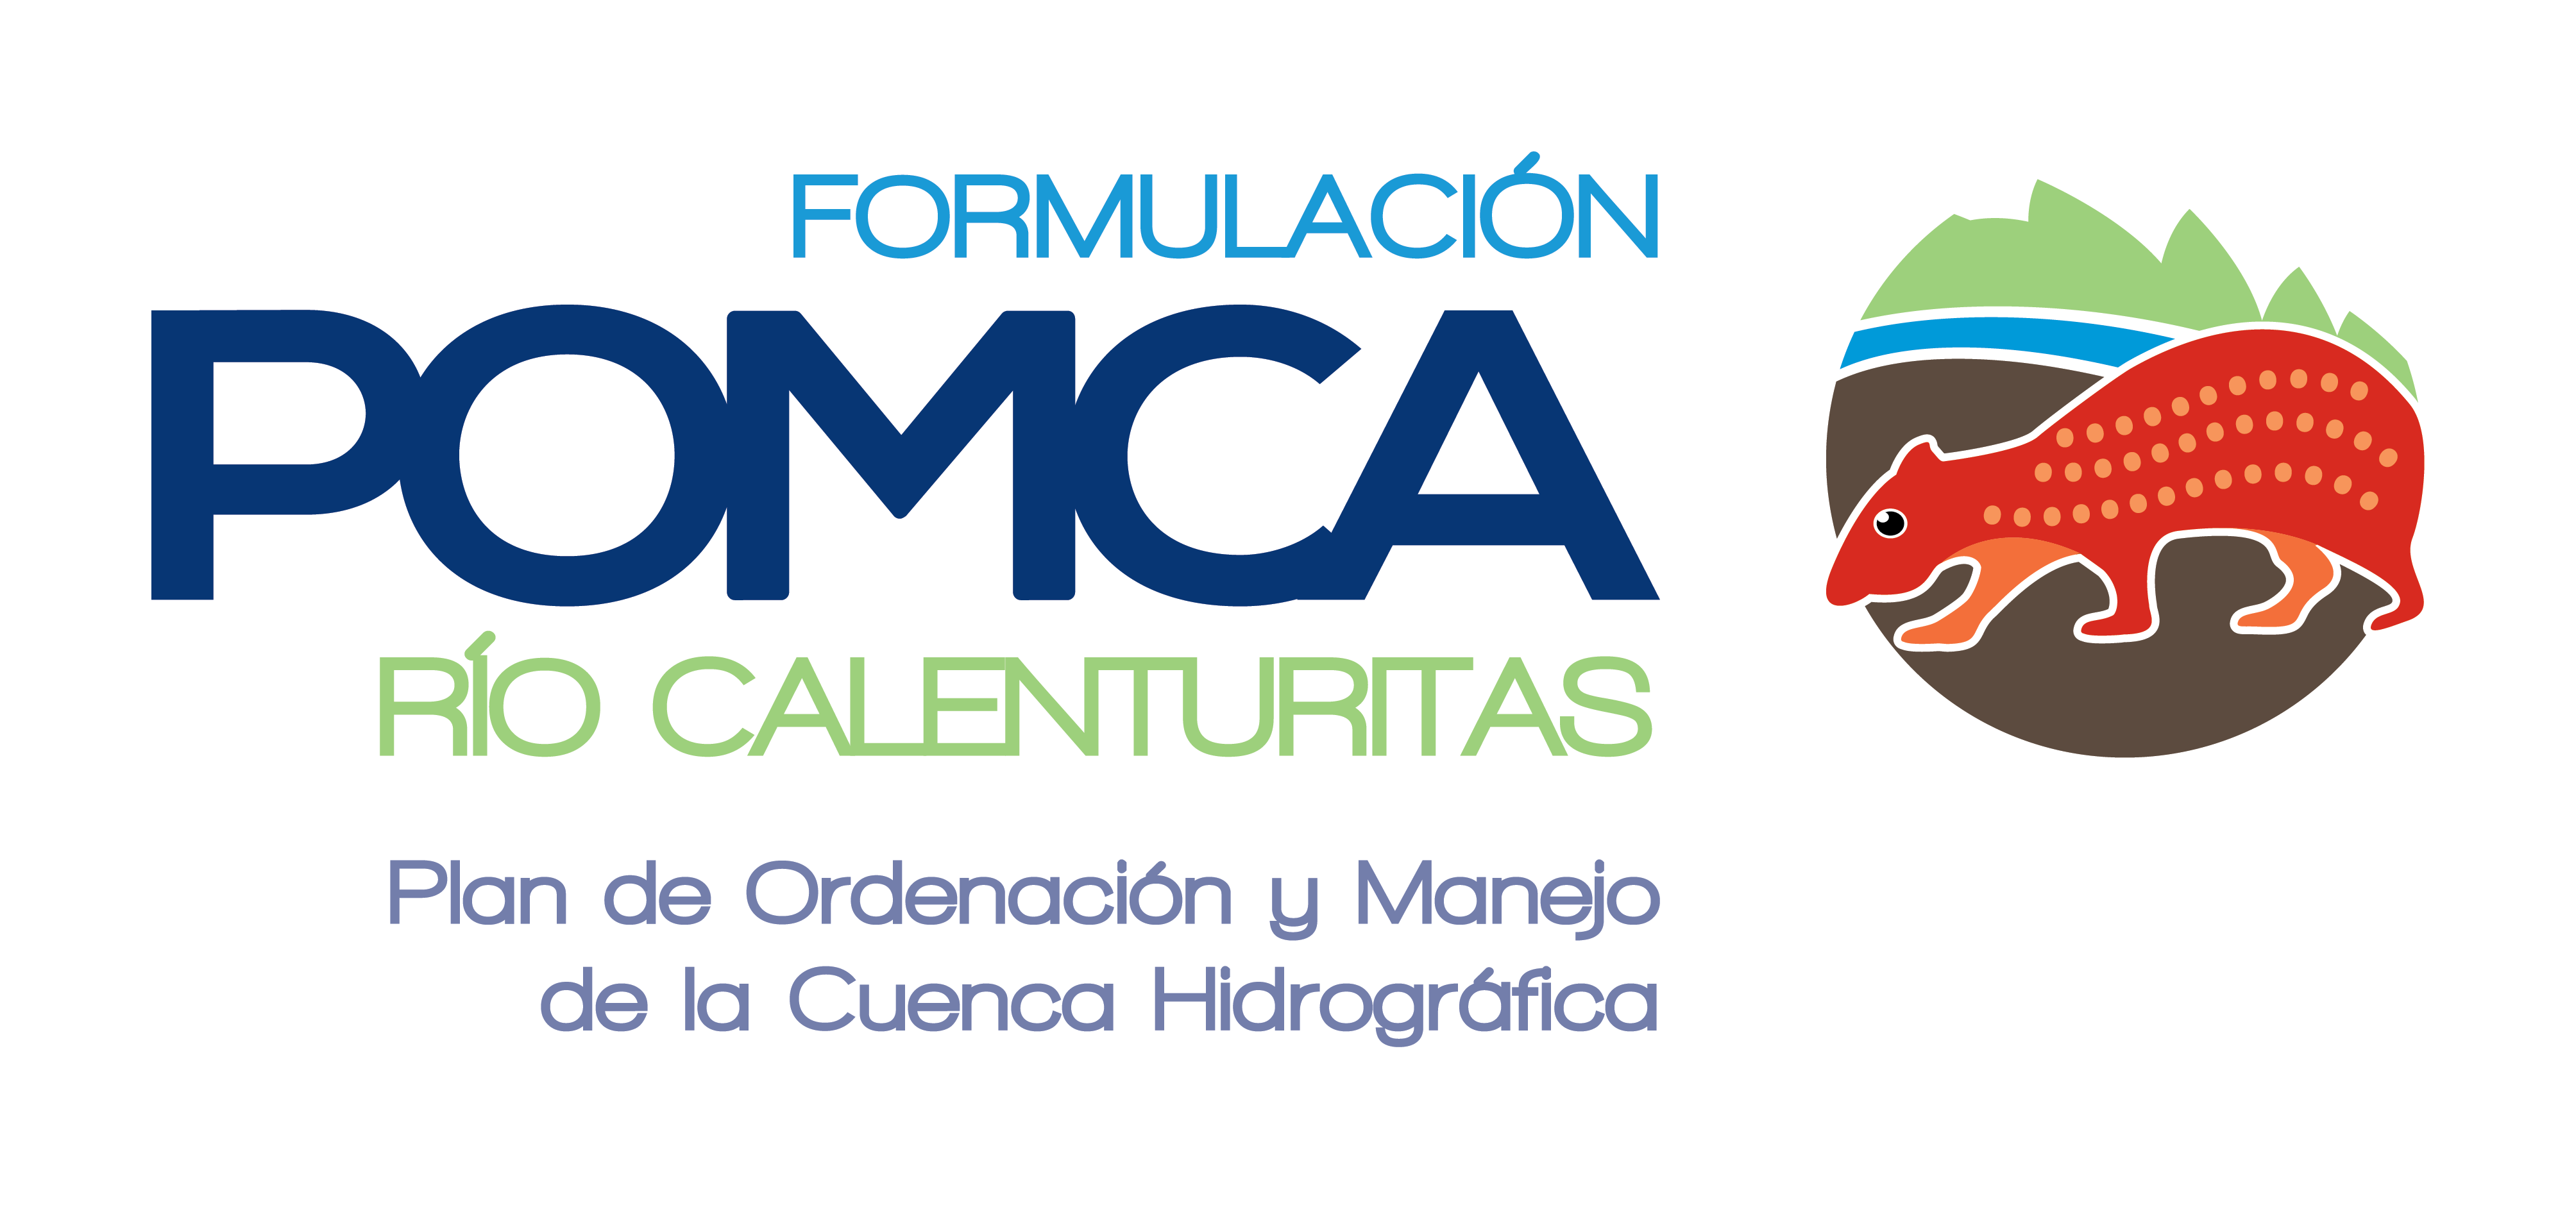 FORMULACIÓN
POMCA
RÍO CALENTURITAS
Plan de Ordenación y Manejo
de la Cuenca Hidrográfica